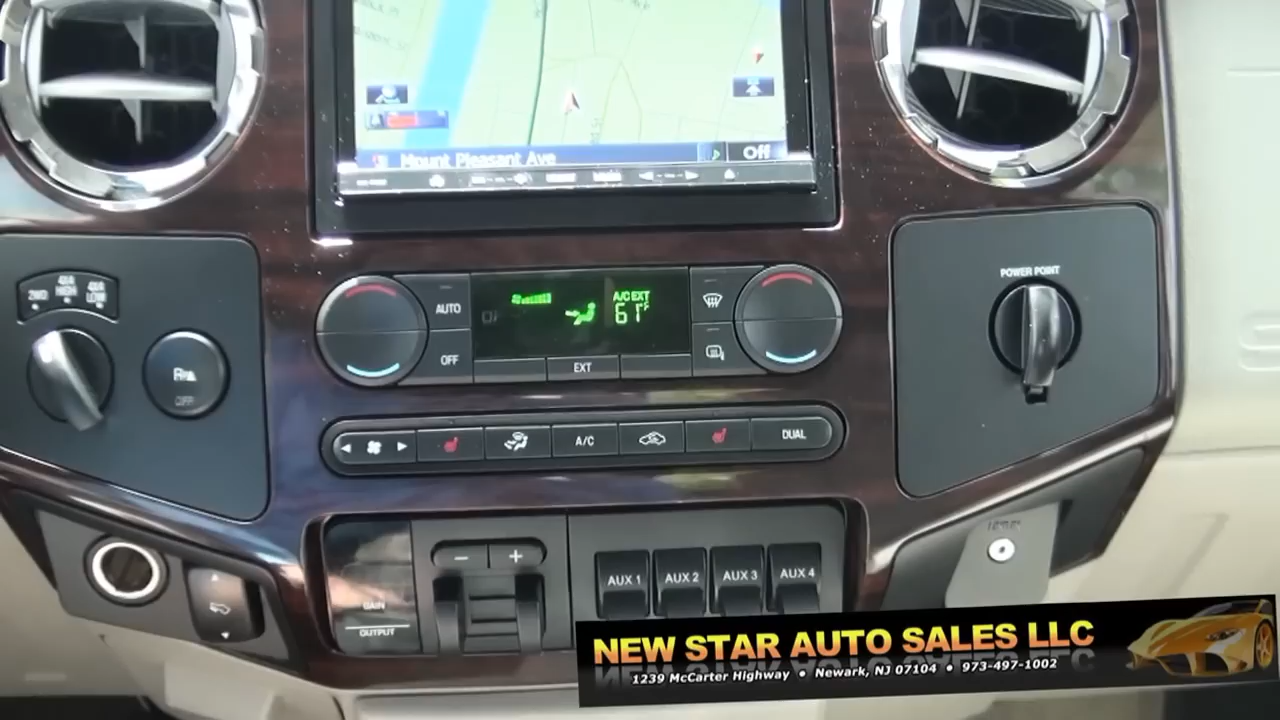 Mount Pleasant Ave
Off
2WD
4X4 HIGH
4X4 LOW
OFF
AUTO
OFF
A/C EXT
61°F
EXT
A/C
DUAL
POWER POINT
GAIN
OUTPUT
− +
AUX 1 AUX 2 AUX 3 AUX 4
NEW STAR AUTO SALES LLC
1239 McCarter Highway • Newark, NJ 07104 • 973-497-1002